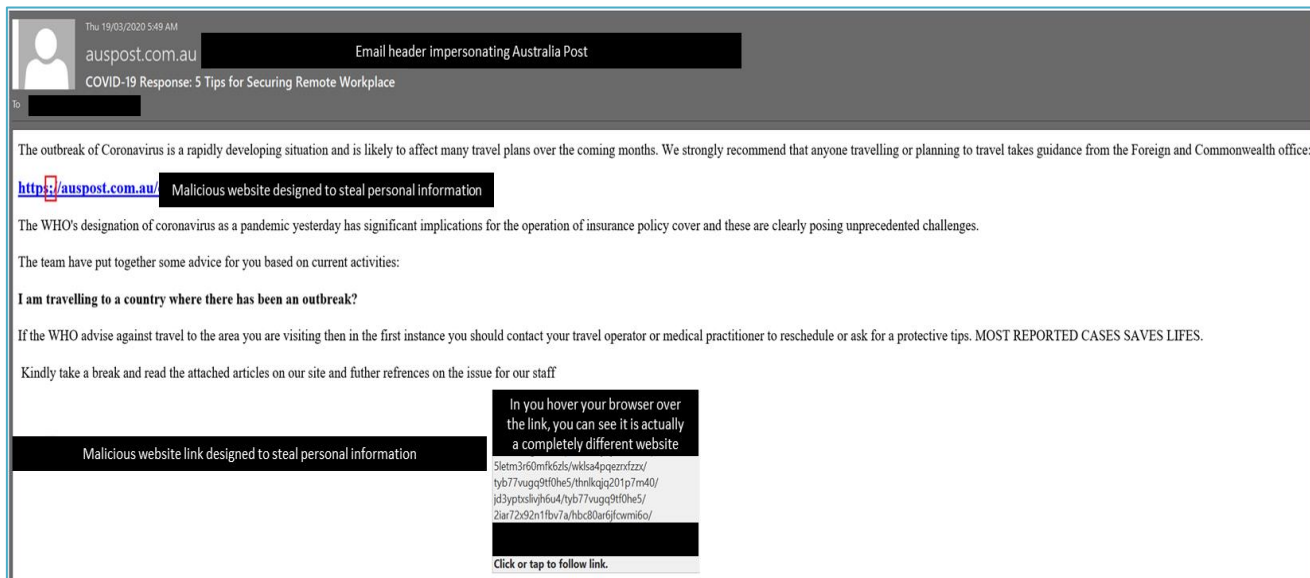 Thu 19/03/2020 5:49 AM
auspost.com.au
Email header impersonating Australia Post
COVID-19 Response: 5 Tips for Securing Remote Workplace
To
The outbreak of Coronavirus is a rapidly developing situation and is likely to affect many travel plans over the coming months. We strongly recommend that anyone travelling or planning to travel takes guidance from the Foreign and Commonwealth office:
https;/auspost.com.au/
Malicious website designed to steal personal information
The WHO's designation of coronavirus as a pandemic yesterday has significant implications for the operation of insurance policy cover and these are clearly posing unprecedented challenges.
The team have put together some advice for you based on current activities:
I am travelling to a country where there has been an outbreak?
If the WHO advise against travel to the area you are visiting then in the first instance you should contact your travel operator or medical practitioner to reschedule or ask for a protective tips. MOST REPORTED CASES SAVES LIFES.
Kindly take a break and read the attached articles on our site and futher refrences on the issue for our staff
Malicious website link designed to steal personal information
In you hover your browser over
the link, you can see it is actually
a completely different website
5letm3r60mfk6zls/wklsa4pqezrxfzzx/
tyb77vugq9tf0he5/thnlkqjq201p7m40/
jd3yptxslivjh6u4/tyb77vugq9tf0he5/
2iar72x92n1fbv7a/hbc80ar6jfcwmi6o/
Click or tap to follow link.